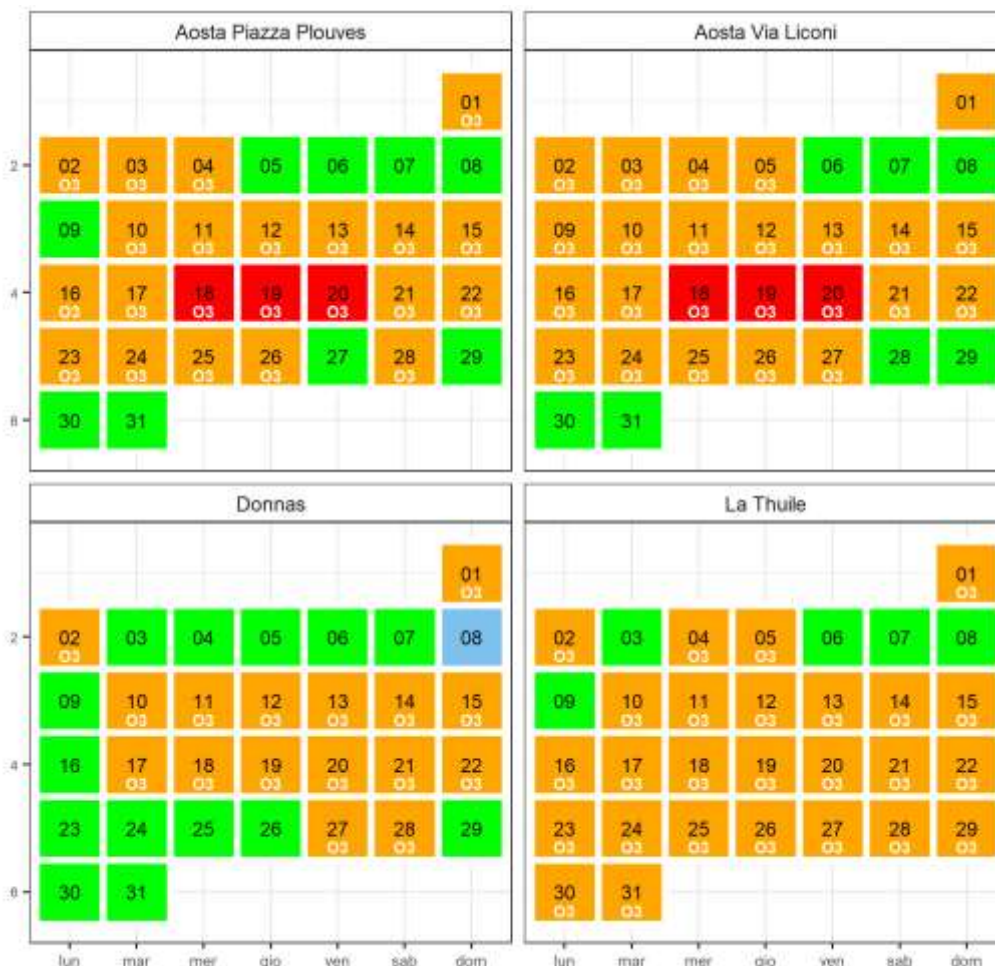 Aosta Piazza Plouves Aosta Via Liconi
01 01
O3
2 02 03 04 05 06 07 08 02 03 04 05 06 07 08
O3 O3 O3 O3 O3 O3 O3
09 10 11 12 13 14 15 09 10 11 12 13 14 15
O3 O3 O3 O3 O3 O3 O3 O3 O3 O3 O3 O3 O3
4 16 17 18 19 20 21 22 16 17 18 19 20 21 22
O3 O3 O3 O3 O3 O3 O3 O3 O3 O3 O3 O3 O3 O3
23 24 25 26 27 28 29 23 24 25 26 27 28 29
O3 O3 O3 O3 O3 O3 O3 O3 O3 O3
6 30 31 30 31
Donnas La Thuile
01 01
O3 O3
2 02 03 04 05 06 07 08 02 03 04 05 06 07 08
O3 O3 O3 O3
09 10 11 12 13 14 15 09 10 11 12 13 14 15
O3 O3 O3 O3 O3 O3 O3 O3 O3 O3 O3 O3
4 16 17 18 19 20 21 22 16 17 18 19 20 21 22
O3 O3 O3 O3 O3 O3 O3 O3 O3 O3 O3 O3 O3
23 24 25 26 27 28 29 23 24 25 26 27 28 29
O3 O3 O3 O3 O3 O3 O3 O3 O3
6 30 31 30 31
O3 O3
lun mar mer gio ven sab dom lun mar mer gio ven sab dom